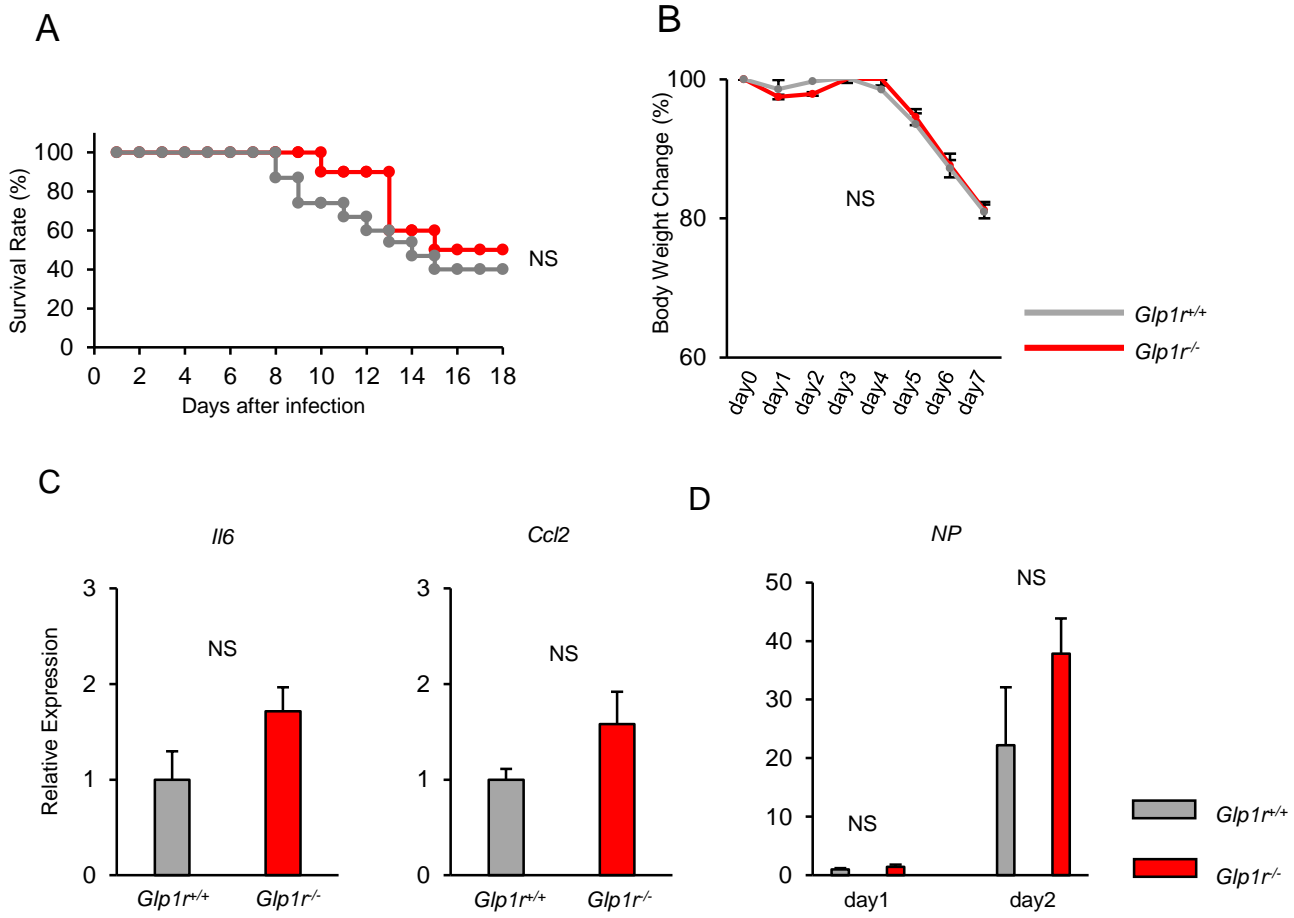 A
Survival Rate (%)
100
80
60
40
20
0
0 2 4 6 8 10 12 14 16 18
Days after infection
NS
B
Body Weight Change (%)
100
80
60
NS
day0 day1 day2 day3 day4 day5 day6 day7
Glp1r+/+
Glp1r-/-
C
Il6
Relative Expression
3
2
1
0
NS
Glp1r+/+ Glp1r-/-
Ccl2
3
2
1
0
NS
Glp1r+/+ Glp1r-/-
D
NP
50
40
30
20
10
0
NS
NS
day1 day2
Glp1r+/+
Glp1r-/-